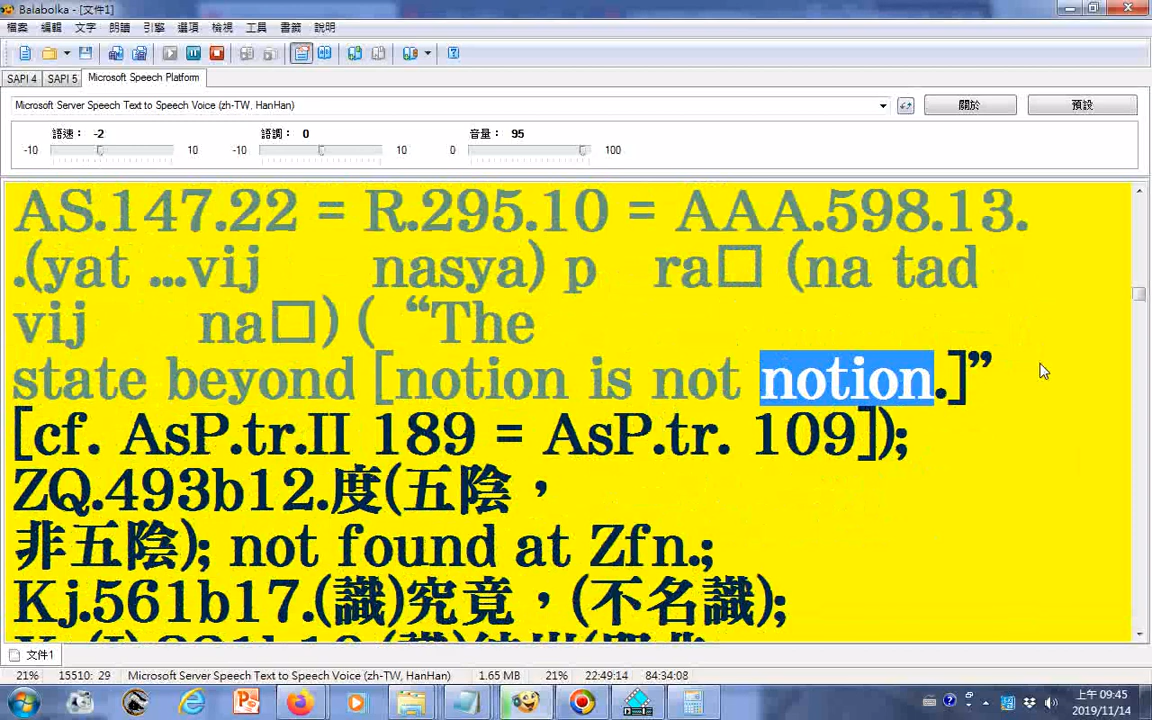 Balabolka - [文件1]
檔案 編輯 文字 朗讀 引擎 選項 檢視 工具 書籤 說明
SAPI 4 SAPI 5 Microsoft Speech Platform
Microsoft Server Speech Text to Speech Voice (zh-TW, HanHan) 關於 預設
語速： -2 語調： 0 音量： 95
-10 10 -10 10 0 100
AS.147.22 = R.295.10 = AAA.598.13.
.(yat ...vij nasya) p ra□ (na tad
vij na□) ( “The
state beyond [notion is not notion.]”
[cf. AsP.tr.II 189 = AsP.tr. 109]);
ZQ.493b12.度(五陰，
非五陰); not found at Zfn.;
Kj.561b17.(識)究竟，(不名識);
文件1
21% 15510: 29 Microsoft Server Speech Text to Speech Voice (zh-TW, HanHan) 1.65 MB 21% 22:49:14 84:34:08
上午 09:45
2019/11/14